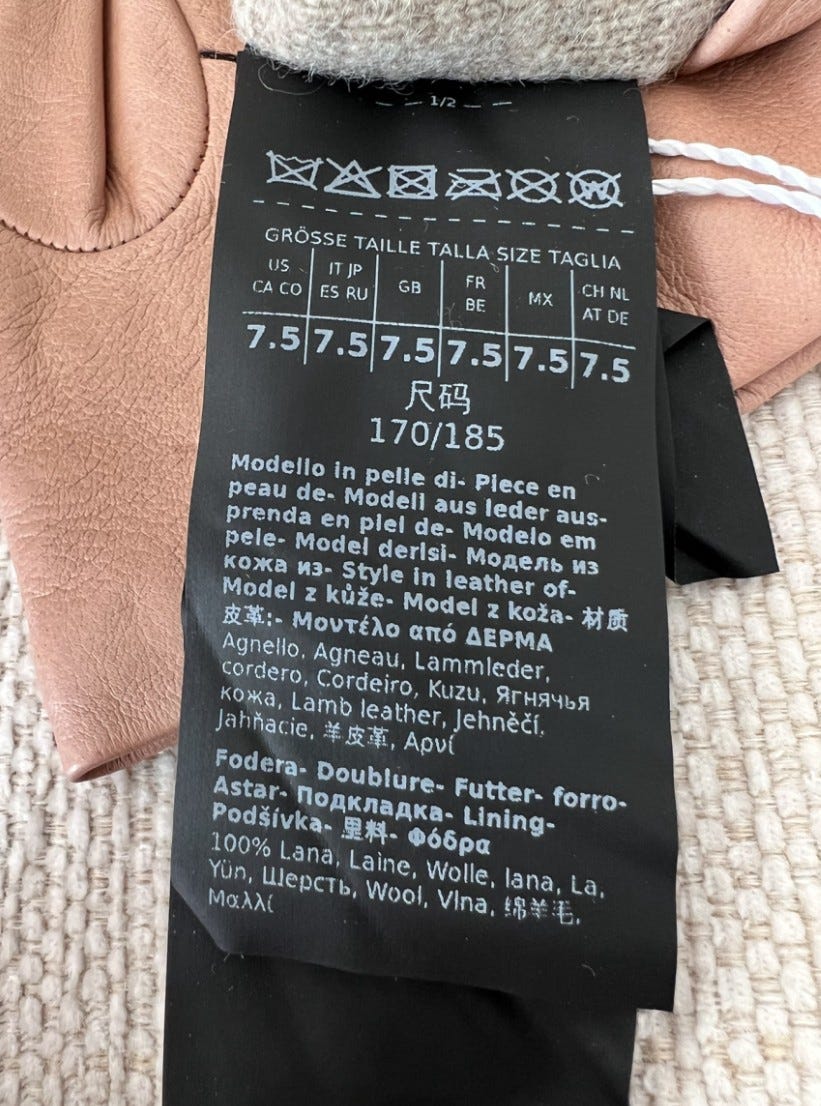 1/2
W
GRÖSSE TAILLE TALLA SIZE TAGLIA
US CA CO
IT JP ES RU
GB
FR BE
MX
CH NL AT DE
7.5 7.5 7.5 7.5 7.5 7.5
尺码
170/185
Modello in pelle di- Piece en
peau de- Modell aus leder aus-
prenda en piel de- Modelo em
pele- Model derisi- Модель из
кожа из- Style in leather of-
Model z kůže- Model z koža- 材质
皮革:- Μοντέλο από ΔΕΡΜΑ
Agnello, Agneau, Lammleder,
cordero, Cordeiro, Kuzu, Ягнячья
кожа, Lamb leather, Jehněčí,
Jahňacie, 羊皮革, Αρνί
Fodera- Doublure- Futter- forro-
Astar- Подкладка- Lining-
Podšívka- 里料- Φόδρα
100% Lana, Laine, Wolle, lana, La,
Yün, Шерсть, Wool, Vlna, 绵羊毛,
Μαλλί